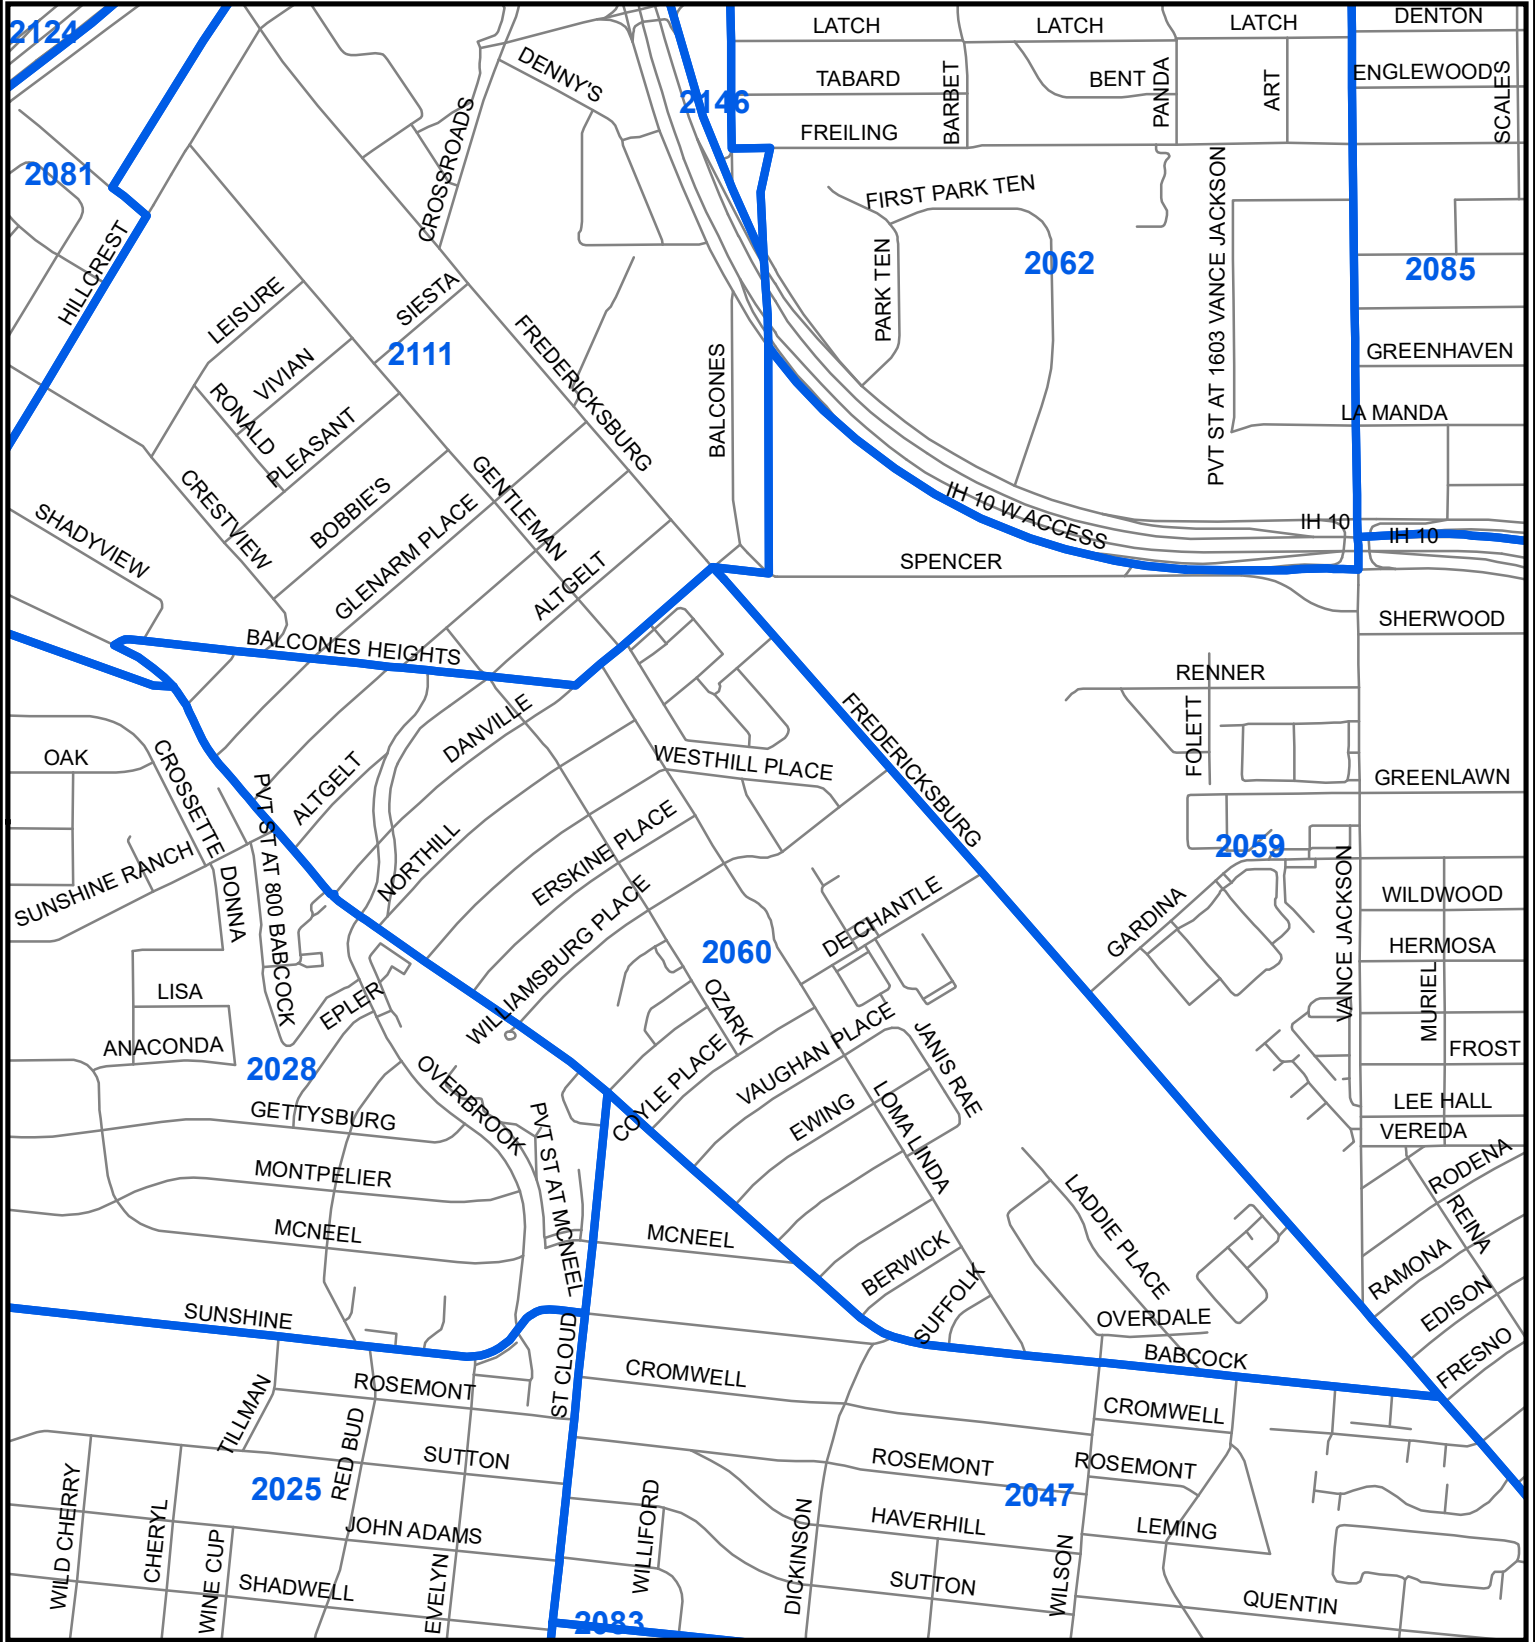 2124
LATCH
LATCH
LATCH
DENTON
DENNY'S
TABARD
BARBET
BENT
PANDA
ART
ENGLEWOOD
SCALES
2146
FREILING
CROSSROADS
2081
FIRST PARK TEN
PVT ST AT 1603 VANCE JACKSON
HILLCREST
PARK TEN
2062
2085
LEISURE
SIESTA
2111
FREDERICKSBURG
BALCONES
GREENHAVEN
VIVIAN
RONALD
PLEASANT
LA MANDA
CRESTVIEW
BOBBIE'S
GENTLEMAN
GLENARM PLACE
IH 10 W ACCESS
IH 10
IH 10
SHADYVIEW
ALTGELT
SPENCER
SHERWOOD
BALCONES HEIGHTS
RENNER
FOLETT
DANVILLE
FREDERICKSBURG
OAK
CROSSETTE
PVT ST AT 800 BABCOCK
ALTGELT
WESTHILL PLACE
GREENLAWN
NORTHILL
ERSKINE PLACE
2059
SUNSHINE RANCH
DONNA
WILLIAMSBURG PLACE
DE CHANTLE
GARDINA
VANCE JACKSON
WILDWOOD
2060
HERMOSA
LISA
EPLER
OZARK
MURIEL
ANACONDA
VAUGHAN PLACE
JANIS RAE
FROST
2028
OVERBROOK
COYLE PLACE
GETTYSBURG
PVT ST AT MCNEEL
EWING
LOMA LINDA
LEE HALL
VEREDA
MONTPELIER
LADDIE PLACE
RODENA
REINA
MCNEEL
MCNEEL
BERWICK
RAMONA
SUFFOLK
EDISON
SUNSHINE
OVERDALE
ST CLOUD
BABCOCK
FRESNO
ROSEMONT
CROMWELL
CROMWELL
TILLMAN
RED BUD
SUTTON
ROSEMONT
ROSEMONT
2025
2047
WILD CHERRY
CHERYL
WINE CUP
JOHN ADAMS
WILLIFORD
DICKINSON
HAVERHILL
LEMING
SHADWELL
EVELYN
SUTTON
WILSON
QUENTIN
2083